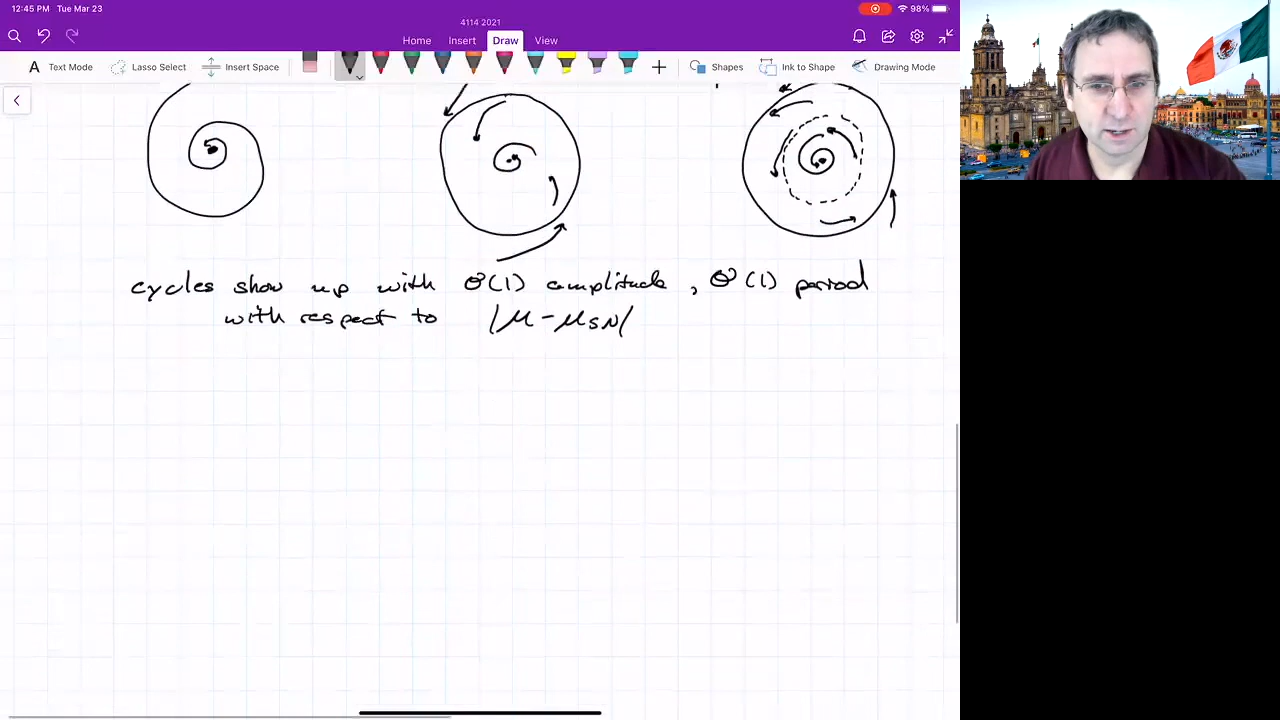 12:45 PM Tue Mar 23
98%
4114 2021
Home Insert Draw View
A Text Mode Lasso Select Insert Space Shapes Ink to Shape Drawing Mode
cycles show up with O(1) amplitude, O(1) period
with respect to |μ-μSN|